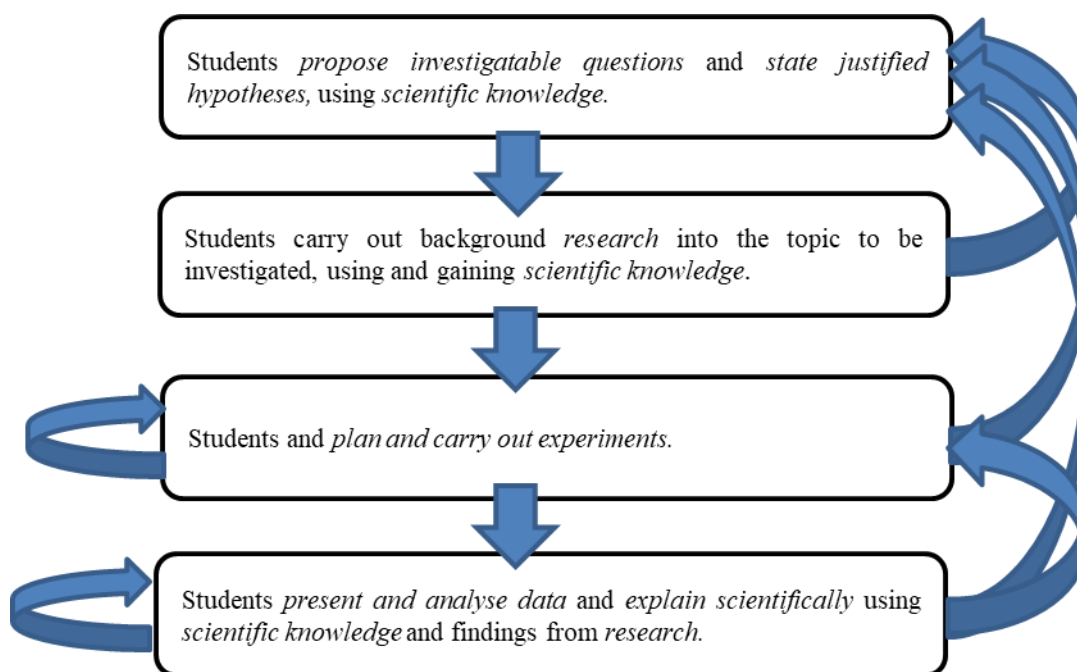 Students propose investigatable questions and state justified
hypotheses, using scientific knowledge.
Students carry out background research into the topic to be
investigated, using and gaining scientific knowledge.
Students and plan and carry out experiments.
Students present and analyse data and explain scientifically using
scientific knowledge and findings from research.